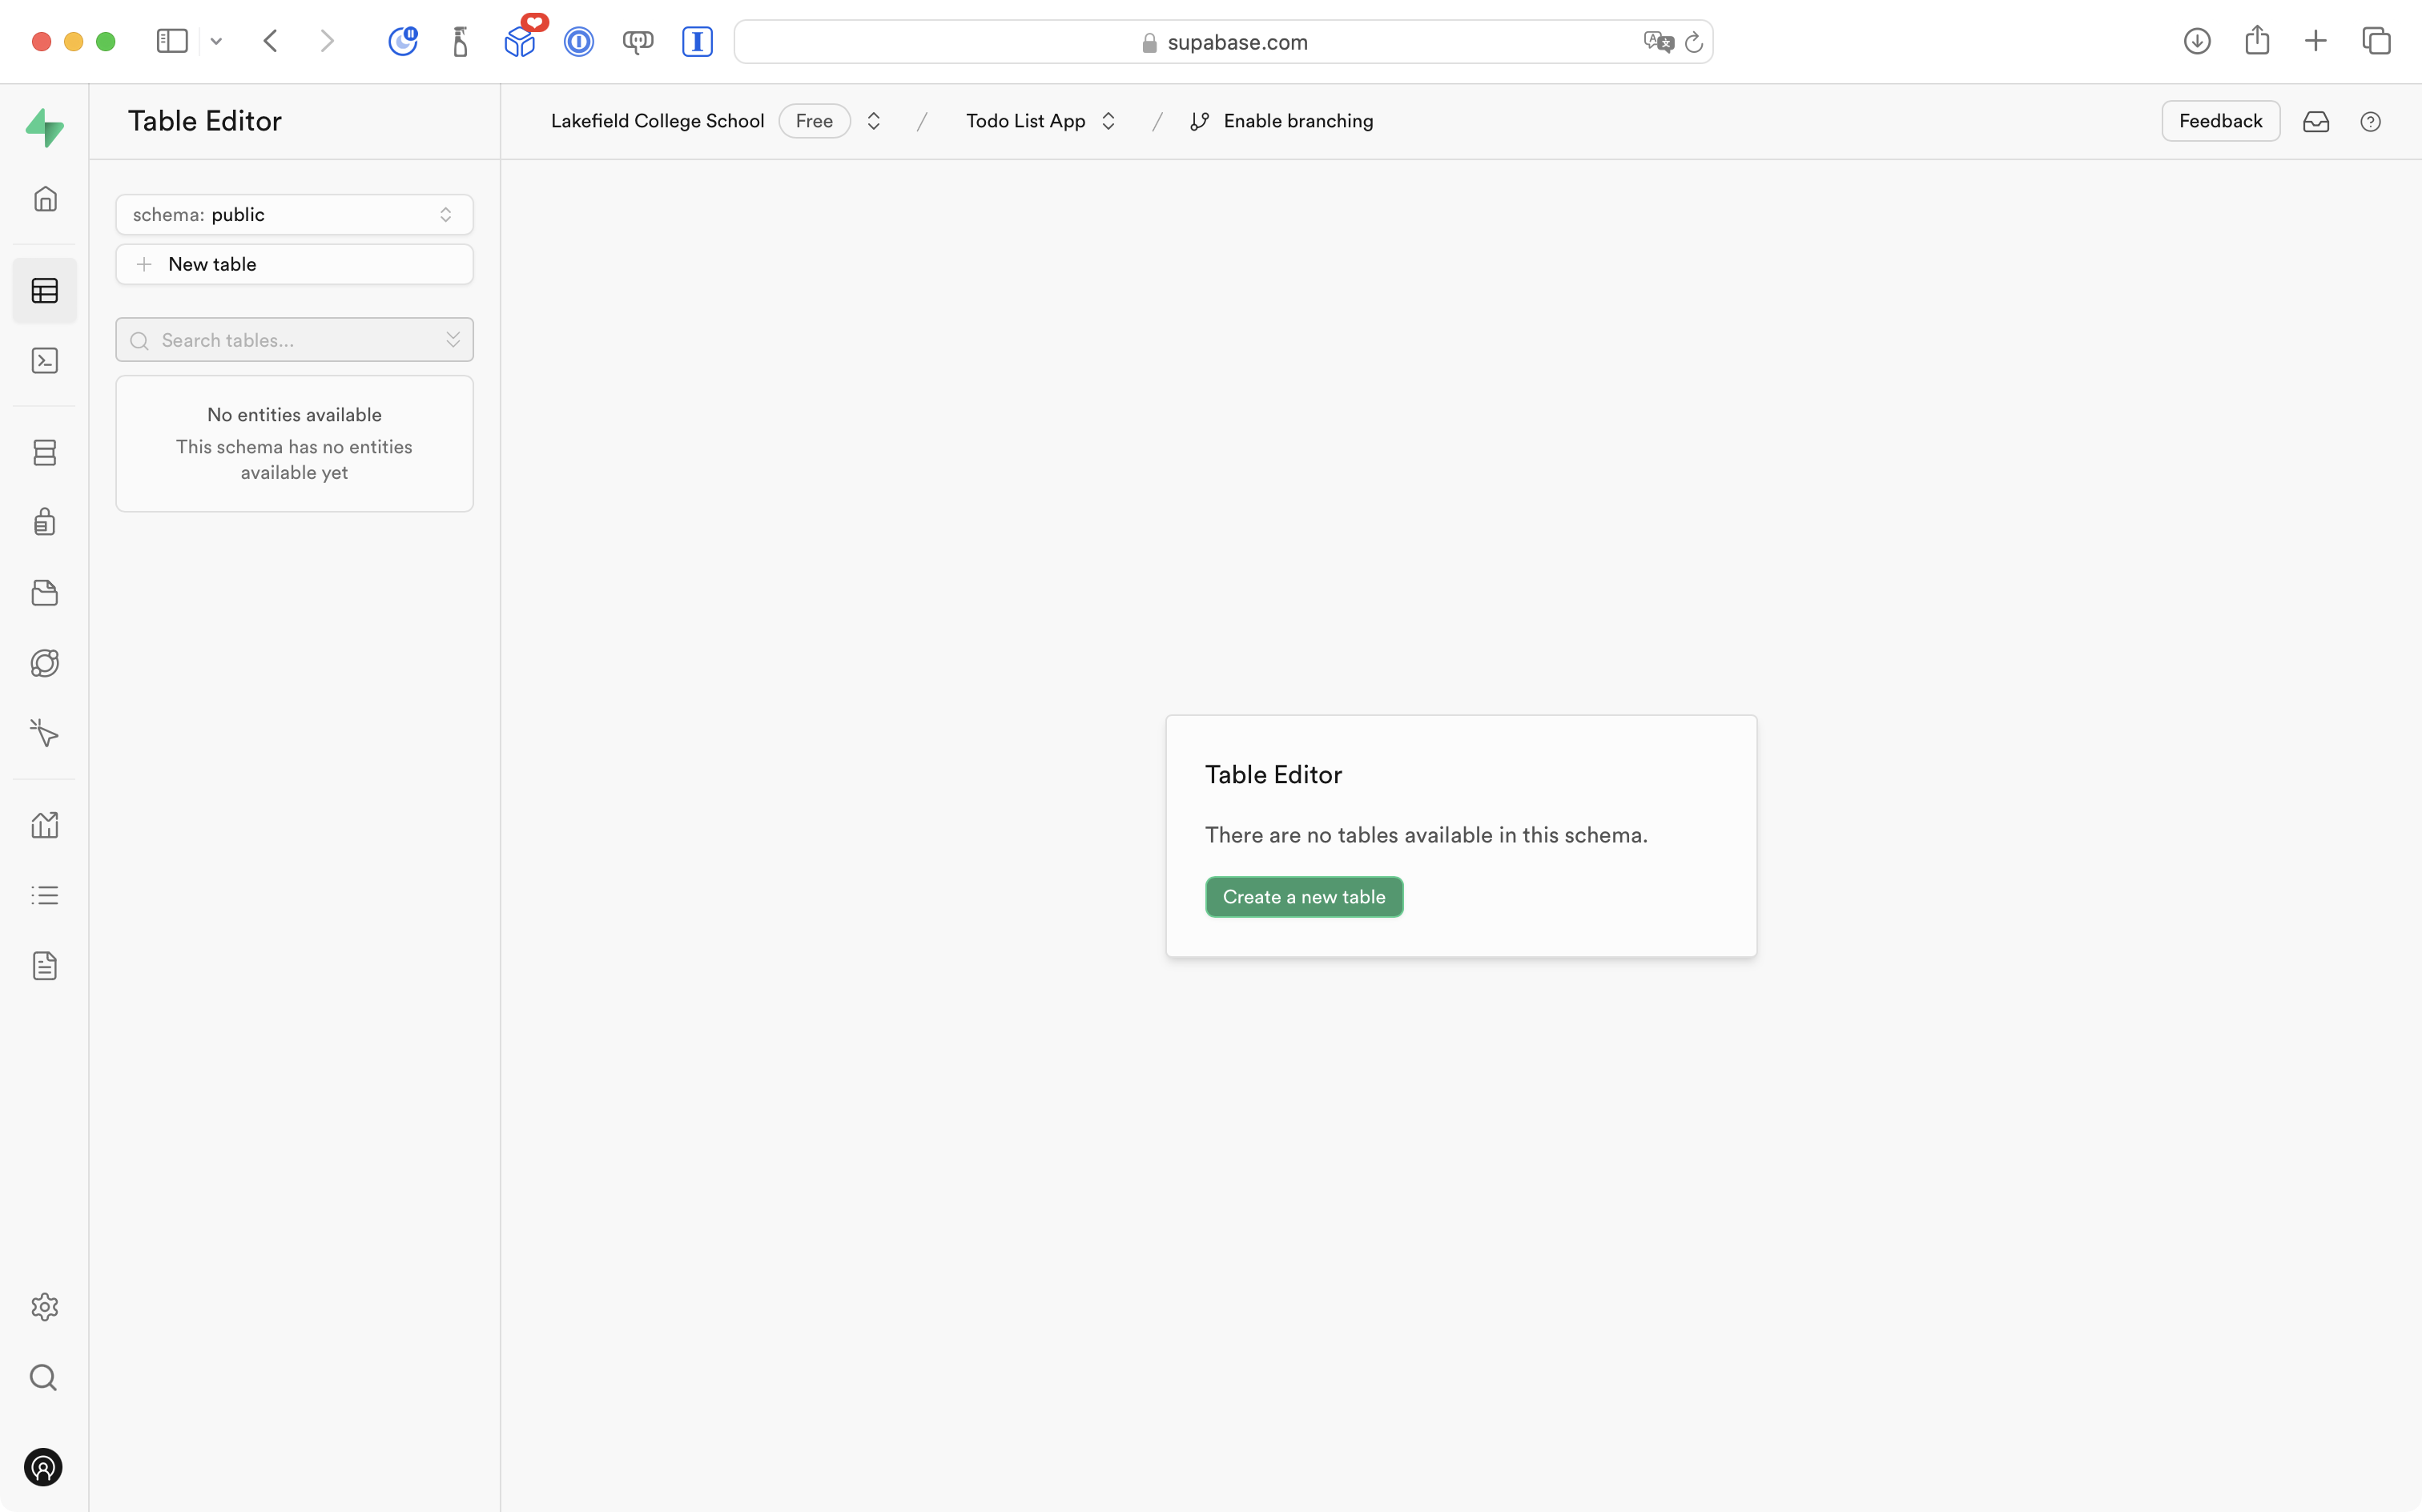 supabase.com
Table Editor
Lakefield College School Free / Todo List App / Enable branching
Feedback
schema: public
New table
Search tables...
No entities available
This schema has no entities
available yet
Table Editor
There are no tables available in this schema.
Create a new table